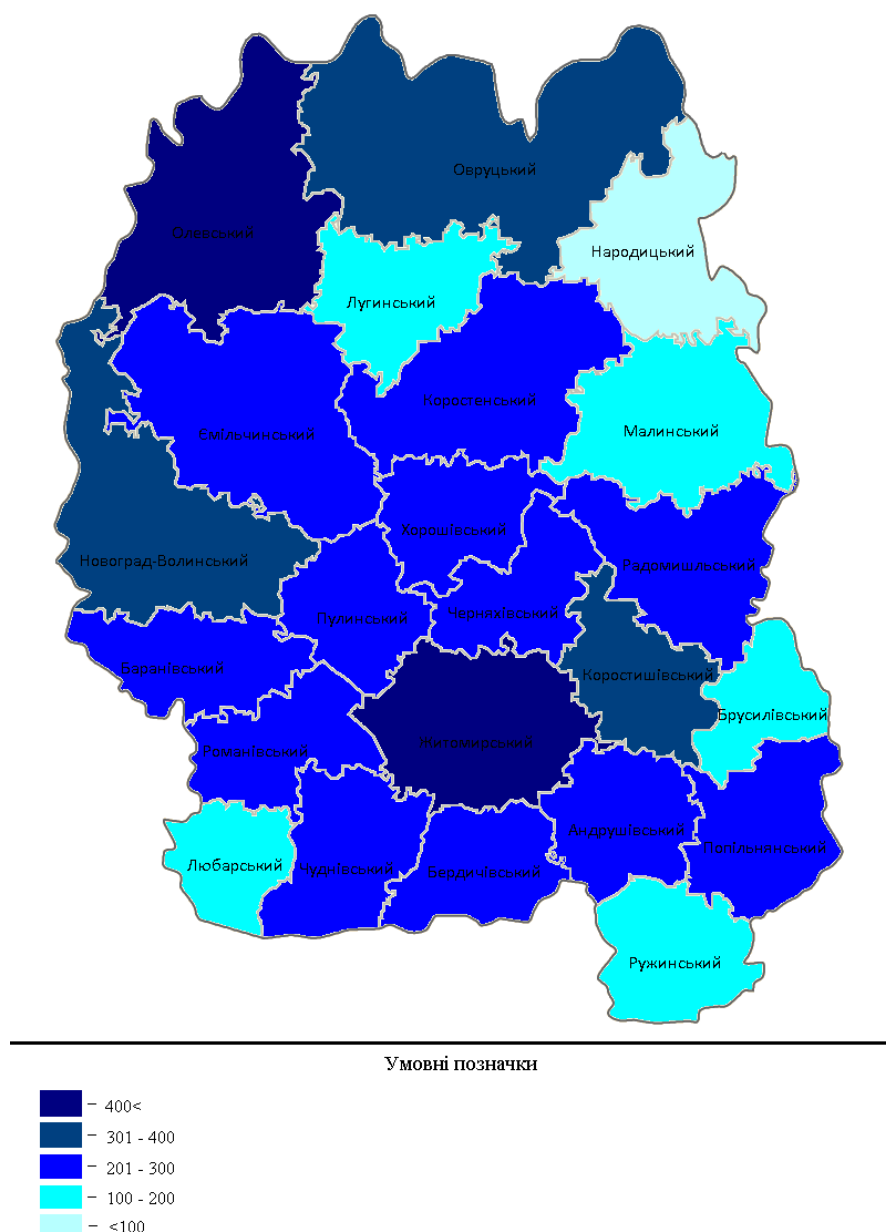 Овруцький
Олевський
Народицький
Лугинський
Коростенський
Ємільчинський
Малинський
Хорошівський
Новоград-Волинський
Радомишльський
Пулинський
Черняхівський
Баранівський
Коростишівський
Брусилівський
Житомирський
Романівський
Андрушівський
Попільнянський
Любарський
Чуднівський
Бердичівський
Ружинський
Умовні позначки
– 400<
– 301 - 400
– 201 - 300
– 100 - 200
– <100